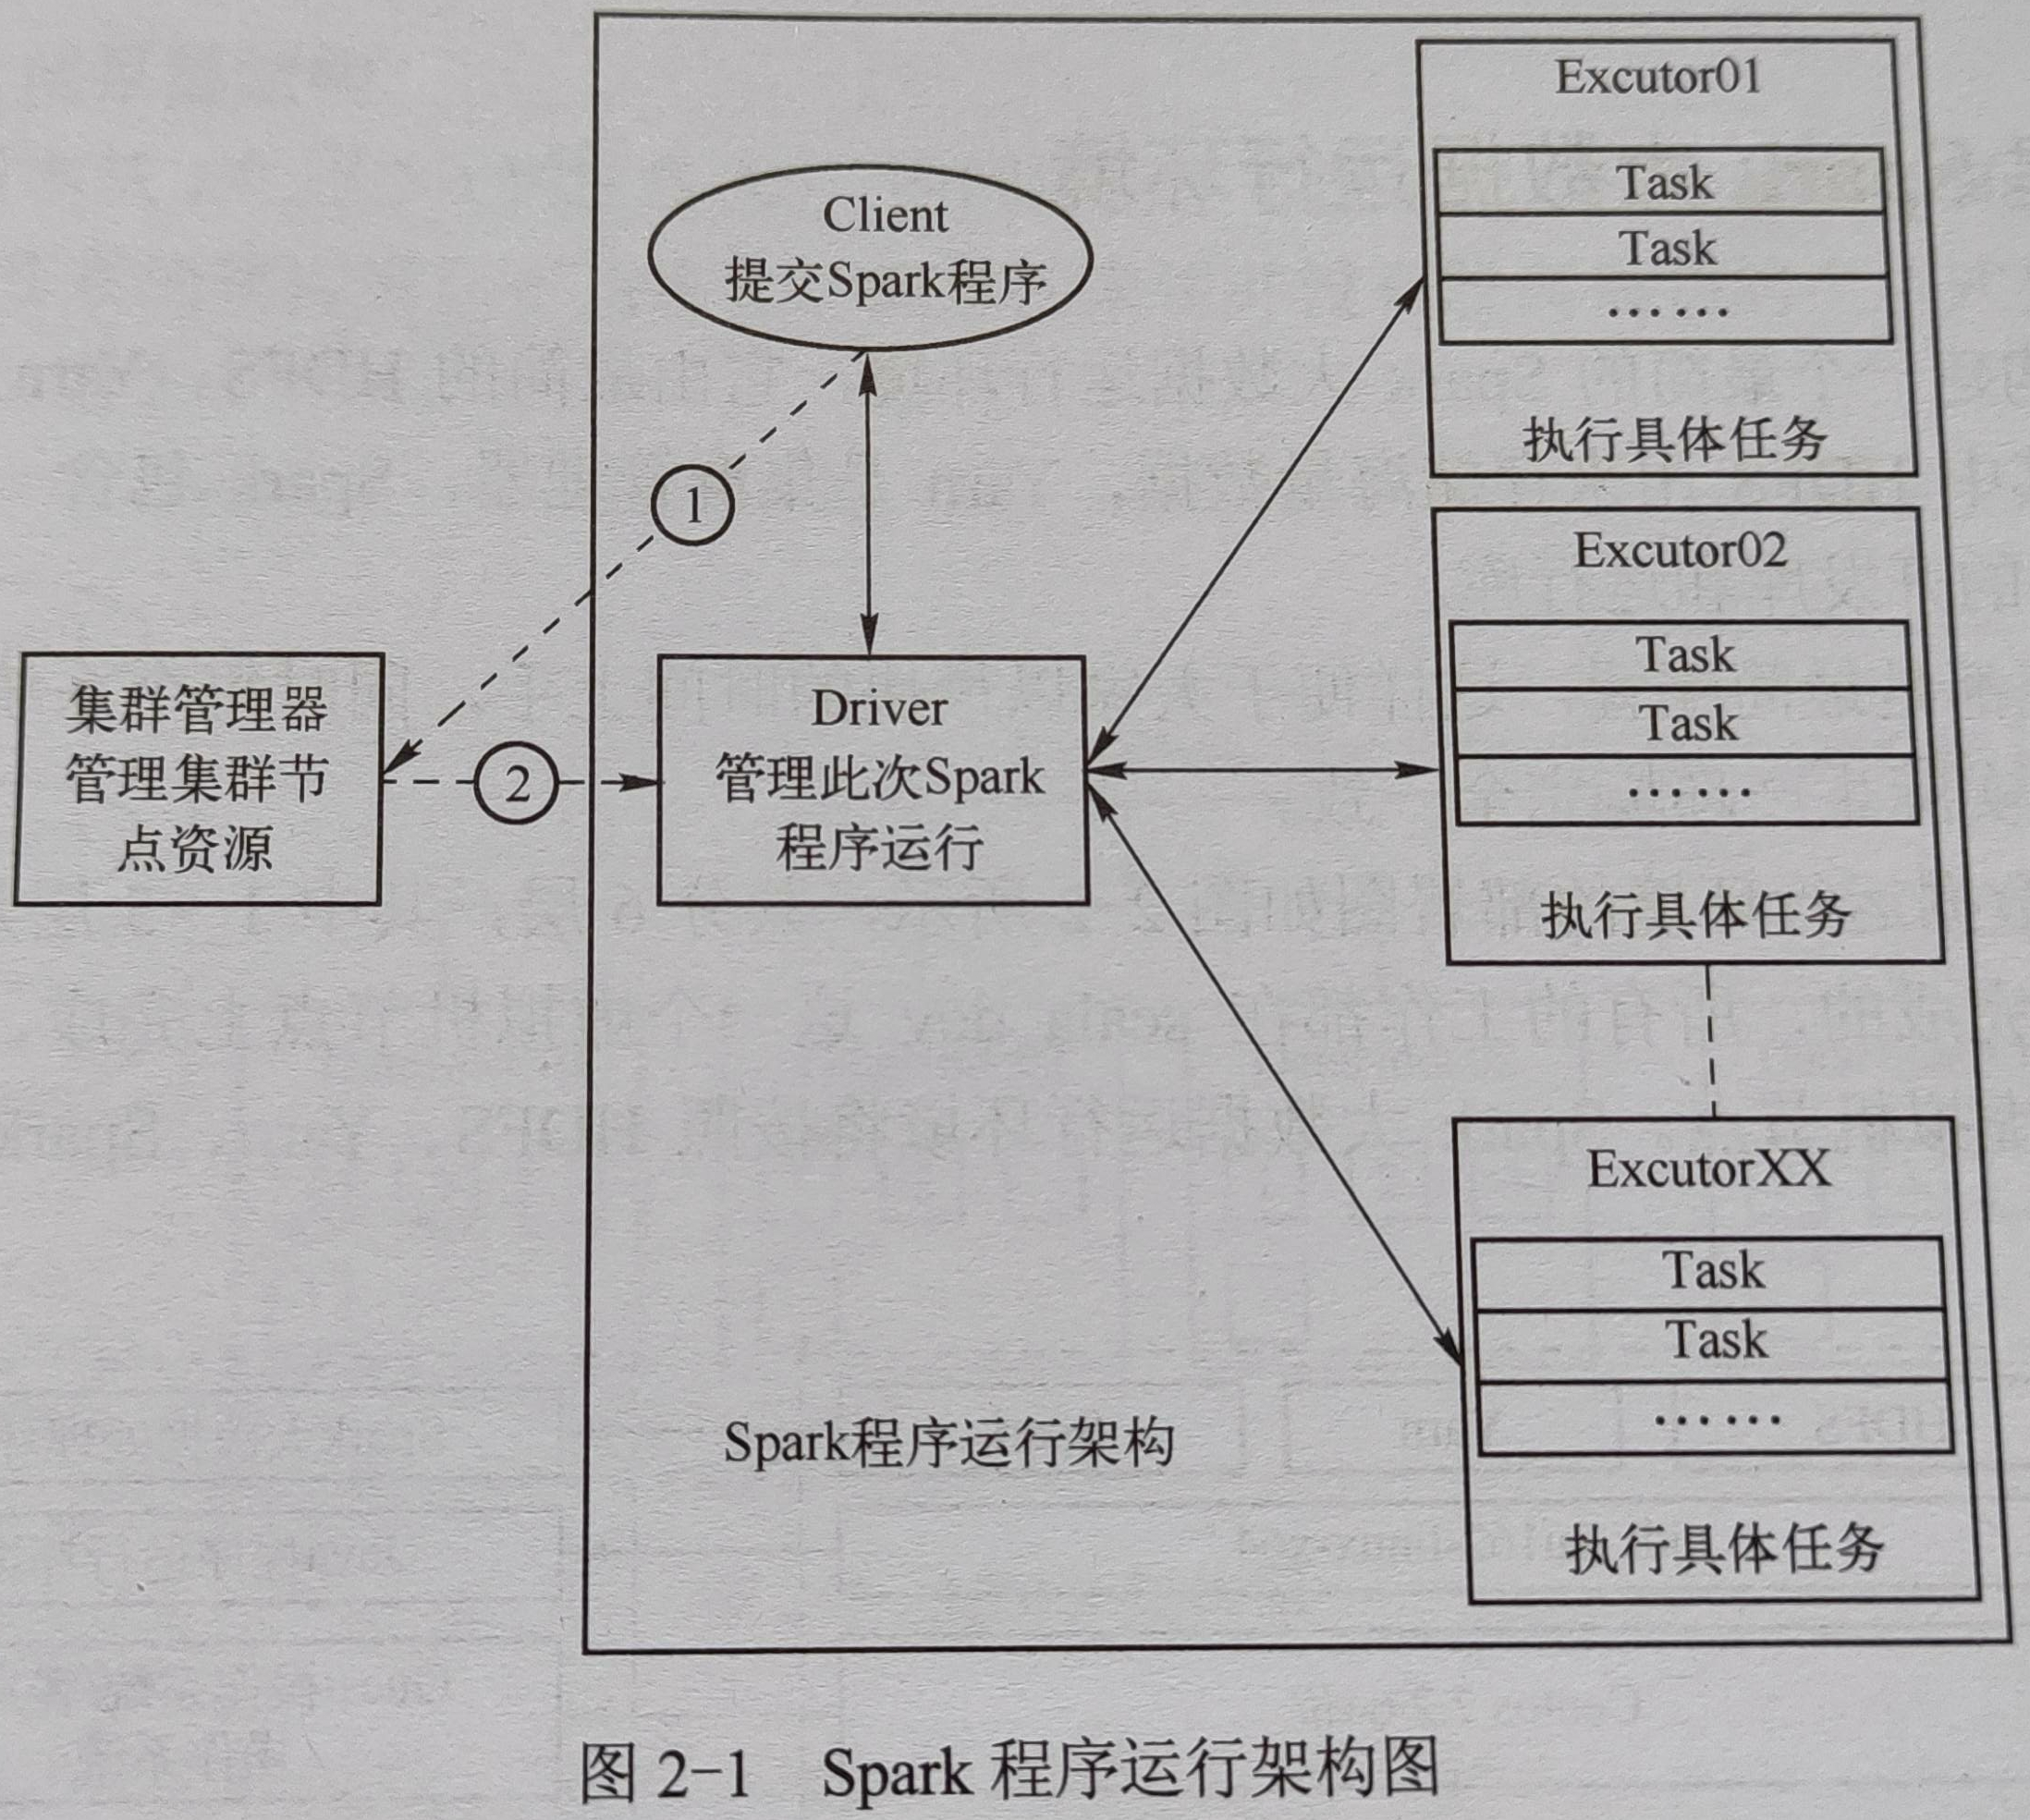 Client
提交Spark程序
①
集群管理器
管理集群节
点资源
②
Driver
管理此次Spark
程序运行
Excutor01
Task
Task
……
执行具体任务
Excutor02
Task
Task
……
执行具体任务
ExcutorXX
Task
Task
……
执行具体任务
Spark程序运行架构
图 2-1 Spark 程序运行架构图